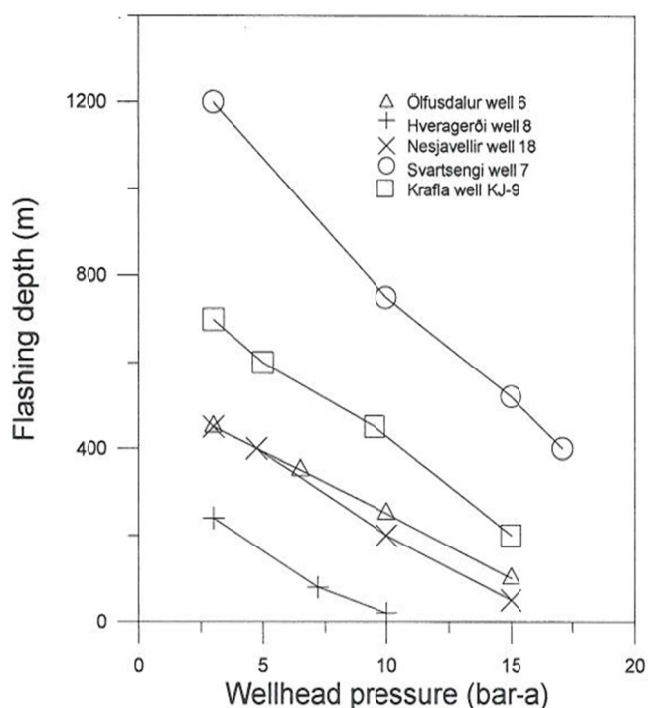 1200
800
400
0
Flashing depth (m)
Ölfusdalur well 6
Hveragerði well 8
Nesjavellir well 18
Svartsengi well 7
Krafla well KJ-9
0 5 10 15 20
Wellhead pressure (bar-a)